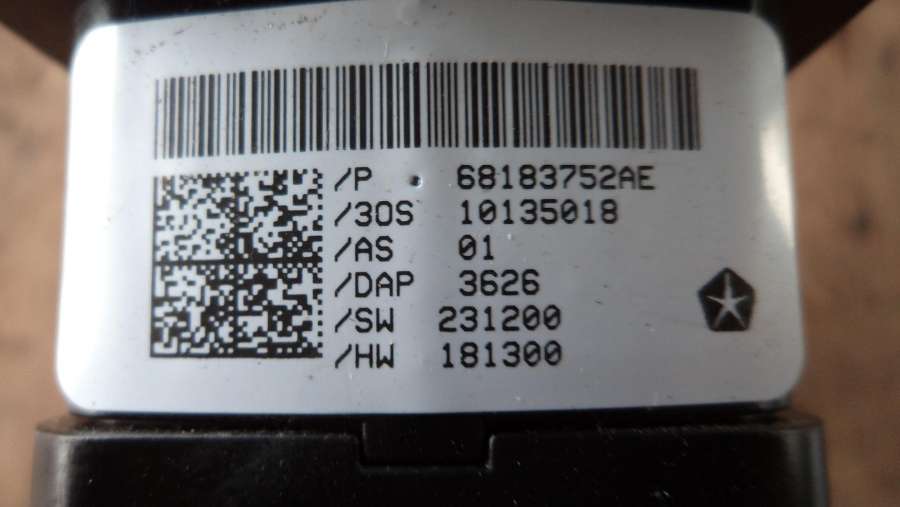 /P 68183752AE
/3OS 10135018
/AS 01
/DAP 3626
/SW 231200
/HW 181300